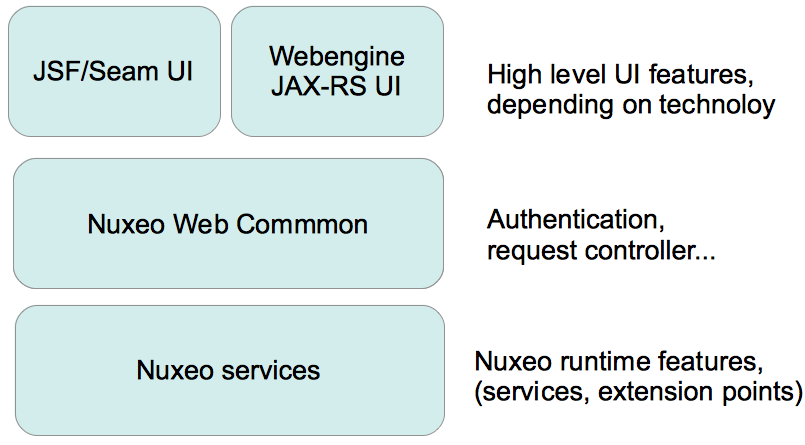 JSF/Seam UI
Webengine
JAX-RS UI
High level UI features,
depending on technoloy
Nuxeo Web Commmon
Authentication,
request controller...
Nuxeo services
Nuxeo runtime features,
(services, extension points)